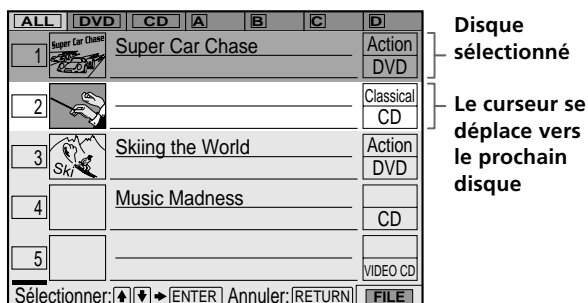 ALL DVD CD A B C D
1 Super Car Chase Super Car Chase Action
DVD
2 Classical
CD
3 Ski Skiing the World Action
DVD
4 Music Madness
CD
5
VIDEO CD
Sélectionner: ENTER Annuler: RETURN FILE
Disque
sélectionné
Le curseur se
déplace vers
le prochain
disque